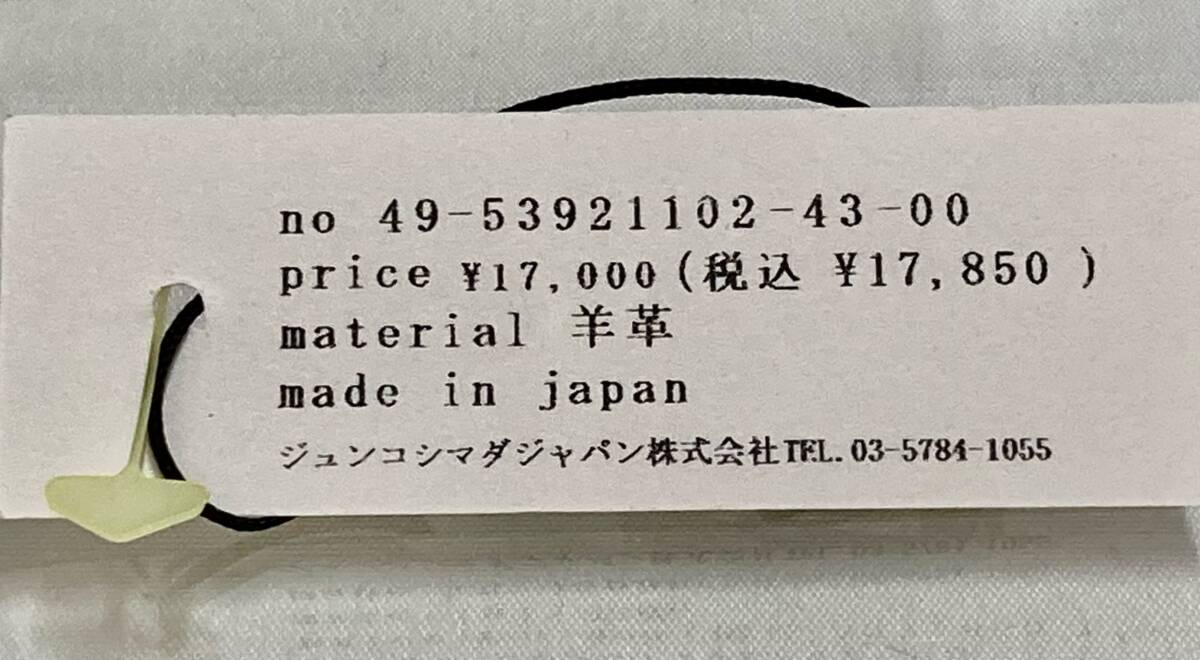 no 49-53921102-43-00
price ¥17,000(税込 ¥17,850 )
material 羊革
made in japan
ジュンコシマダジャパン株式会社TEL.03-5784-1055